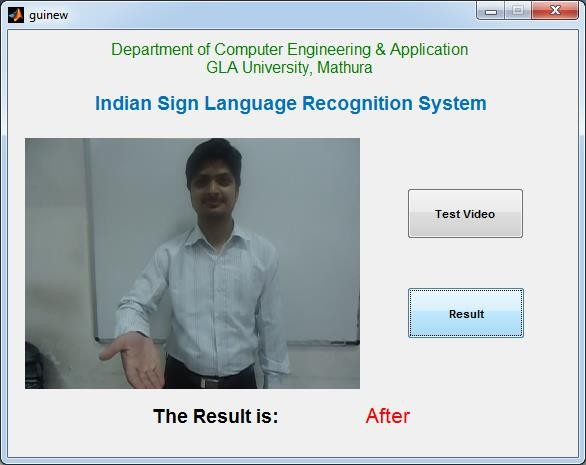 guinew
Department of Computer Engineering & Application
GLA University, Mathura
Indian Sign Language Recognition System
Test Video
Result
The Result is: After